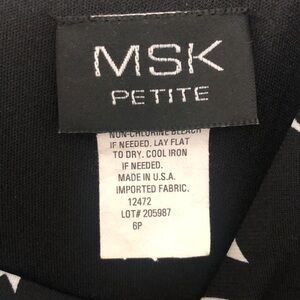 MSK
PETITE
NON-CHLORINE BLEACH
IF NEEDED. LAY FLAT
TO DRY. COOL IRON
IF NEEDED.
MADE IN U.S.A.
IMPORTED FABRIC.
12472
LOT# 205987
6P